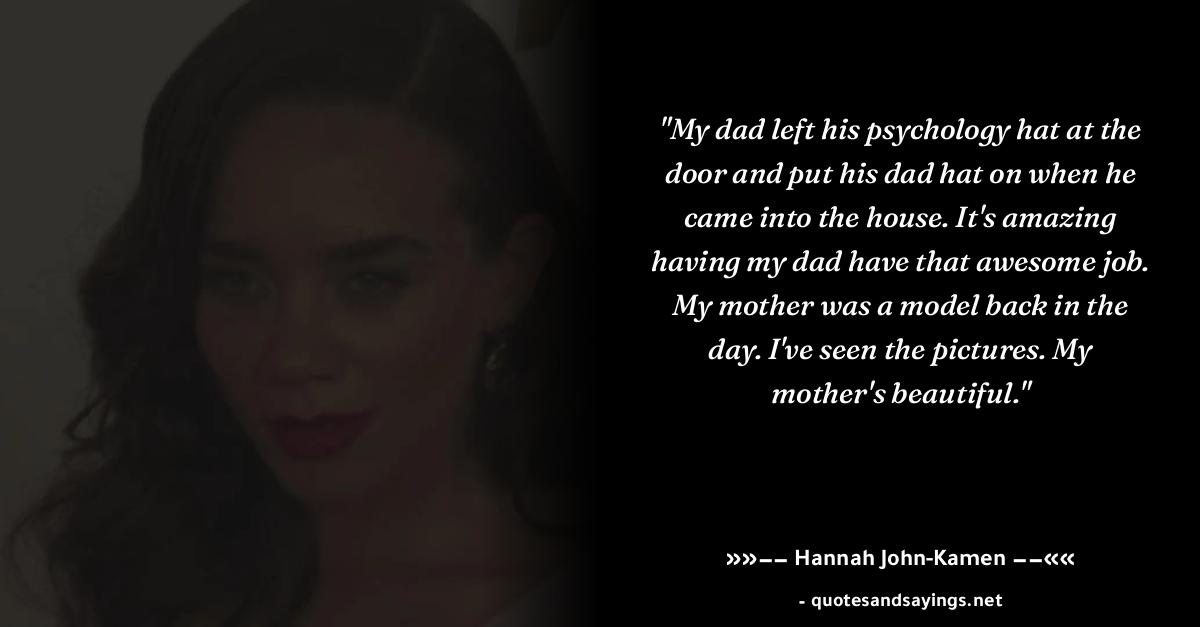 "My dad left his psychology hat at the
door and put his dad hat on when he
came into the house. It's amazing
having my dad have that awesome job.
My mother was a model back in the
day. I've seen the pictures. My
mother's beautiful."
»»−− Hannah John-Kamen −−««
- quotesandsayings.net